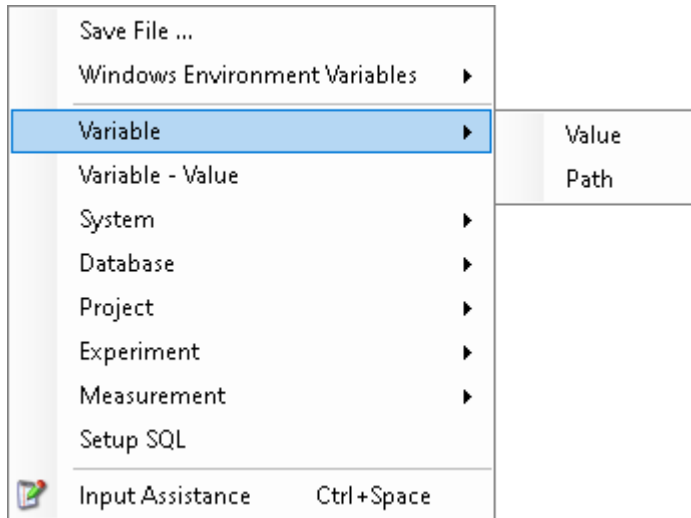 Save File ...
Windows Environment Variables
Variable
Value
Path
Variable - Value
System
Database
Project
Experiment
Measurement
Setup SQL
Input Assistance Ctrl+Space